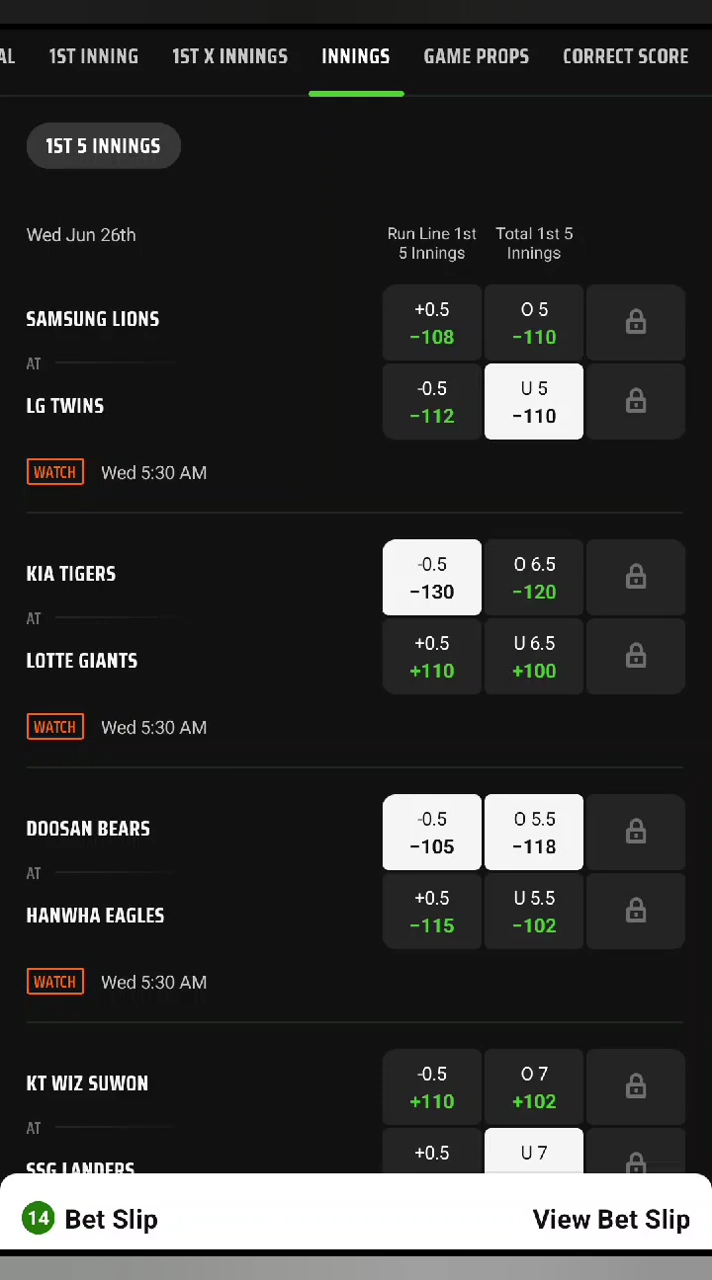 AL 1ST INNING 1ST X INNINGS INNINGS GAME PROPS CORRECT SCORE
1ST 5 INNINGS
Wed Jun 26th
Run Line 1st 5 Innings
Total 1st 5 Innings
SAMSUNG LIONS
+0.5 O 5
−108 −110
AT
LG TWINS
-0.5 U 5
−112 −110
WATCH Wed 5:30 AM
KIA TIGERS
-0.5 O 6.5
−130 −120
AT
LOTTE GIANTS
+0.5 U 6.5
+110 +100
WATCH Wed 5:30 AM
DOOSAN BEARS
-0.5 O 5.5
−105 −118
AT
HANWHA EAGLES
+0.5 U 5.5
−115 −102
WATCH Wed 5:30 AM
KT WIZ SUWON
-0.5 O 7
+110 +102
AT
SSG LANDERS
+0.5 U 7
14 Bet Slip View Bet Slip